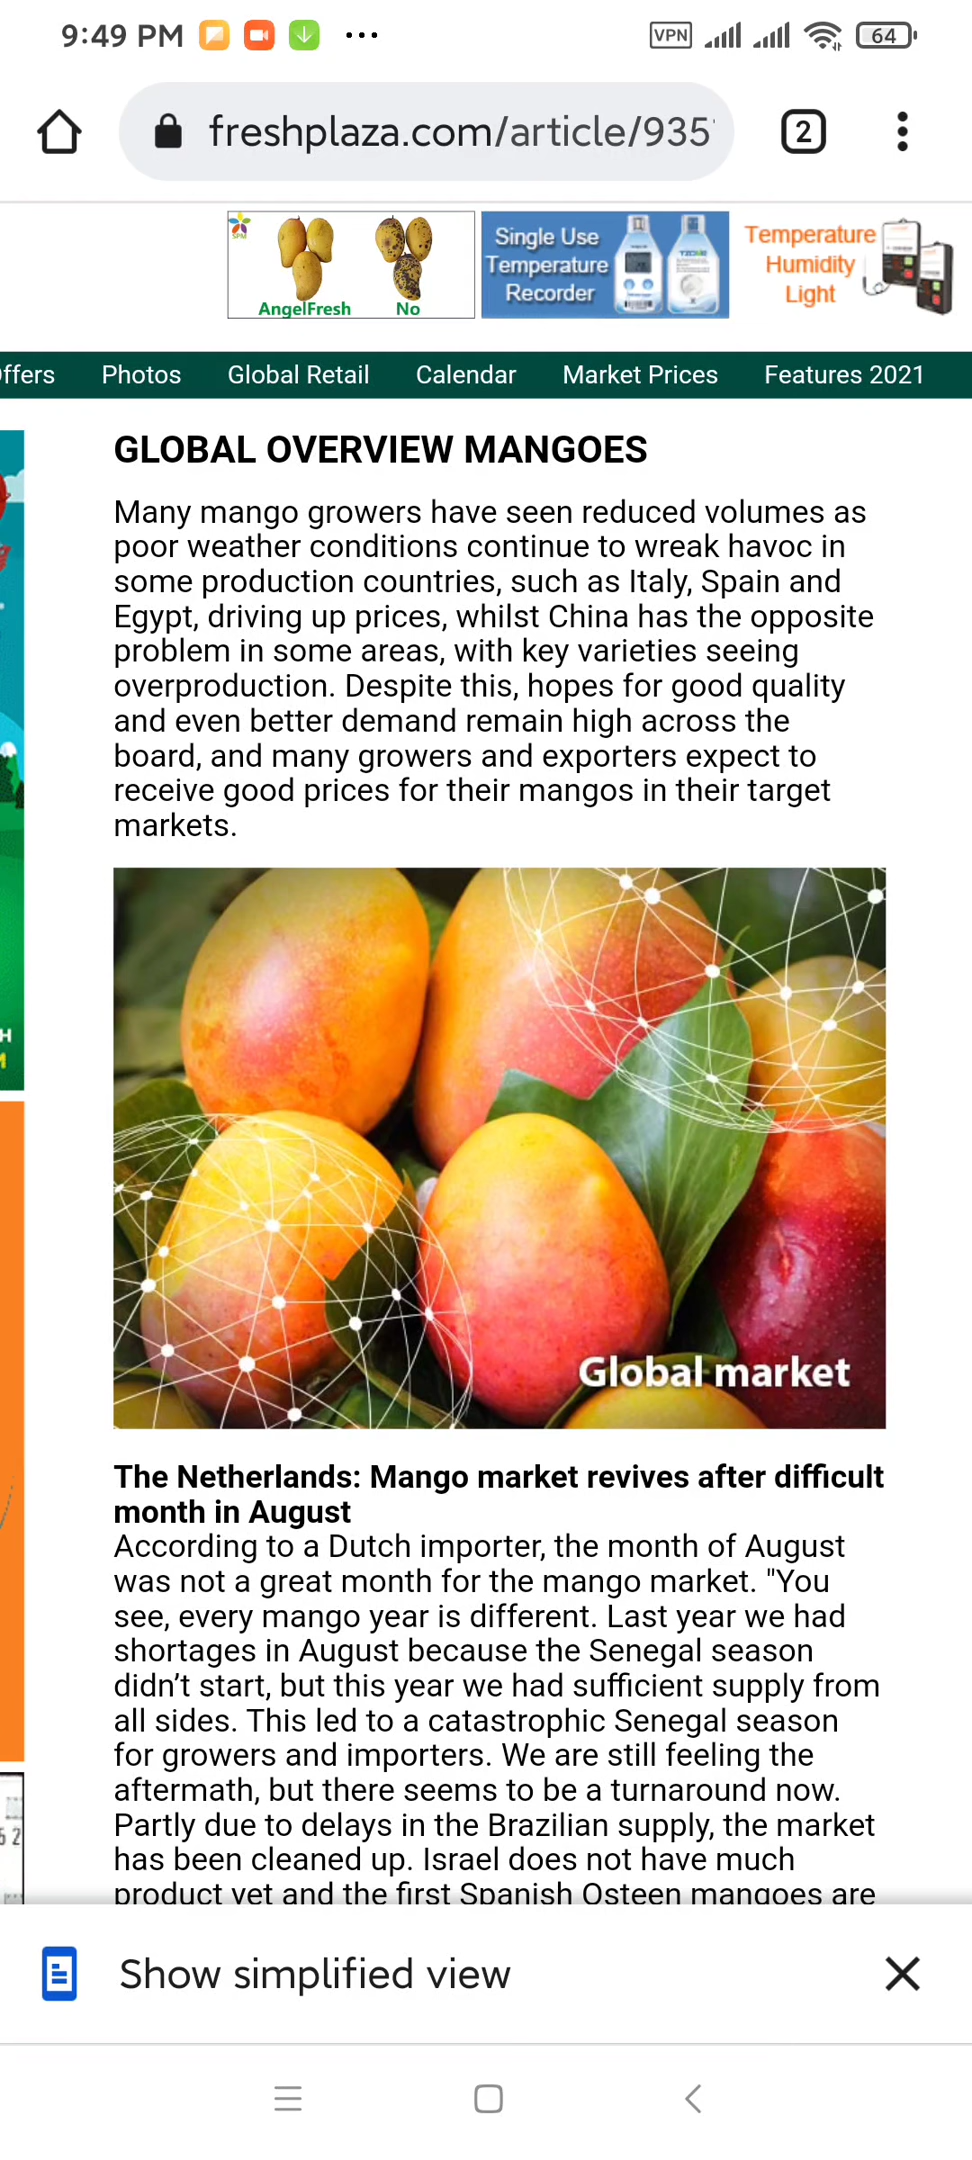 9:49 PM
VPN
64
freshplaza.com/article/935
2
SPM
AngelFresh
No
Single Use
Temperature
Recorder
Temperature
Humidity
Light
ffers
Photos
Global Retail
Calendar
Market Prices
Features 2021
GLOBAL OVERVIEW MANGOES
Many mango growers have seen reduced volumes as
poor weather conditions continue to wreak havoc in
some production countries, such as Italy, Spain and
Egypt, driving up prices, whilst China has the opposite
problem in some areas, with key varieties seeing
overproduction. Despite this, hopes for good quality
and even better demand remain high across the
board, and many growers and exporters expect to
receive good prices for their mangos in their target
markets.
H
Global market
The Netherlands: Mango market revives after difficult
month in August
According to a Dutch importer, the month of August
was not a great month for the mango market. "You
see, every mango year is different. Last year we had
shortages in August because the Senegal season
didn’t start, but this year we had sufficient supply from
all sides. This led to a catastrophic Senegal season
for growers and importers. We are still feeling the
aftermath, but there seems to be a turnaround now.
Partly due to delays in the Brazilian supply, the market
has been cleaned up. Israel does not have much
product yet and the first Spanish Osteen mangoes are
5 2
Show simplified view